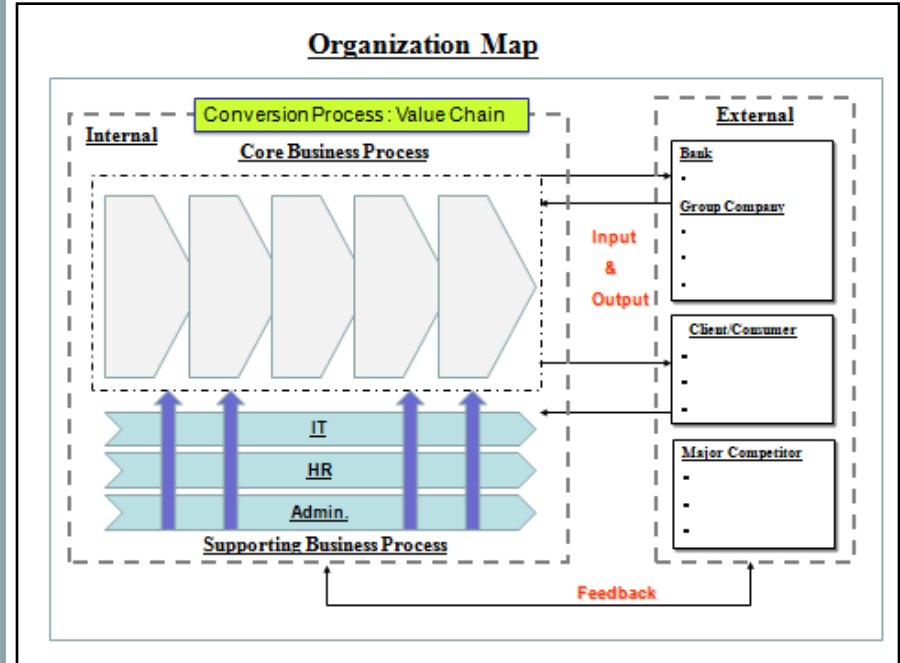 Organization Map
Conversion Process : Value Chain
Internal
Core Business Process
External
Bank
-
Group Company
-
-
-
Input
&
Output
Client/Consumer
-
-
-
IT
HR
Admin.
Supporting Business Process
Major Competitor
-
-
-
Feedback